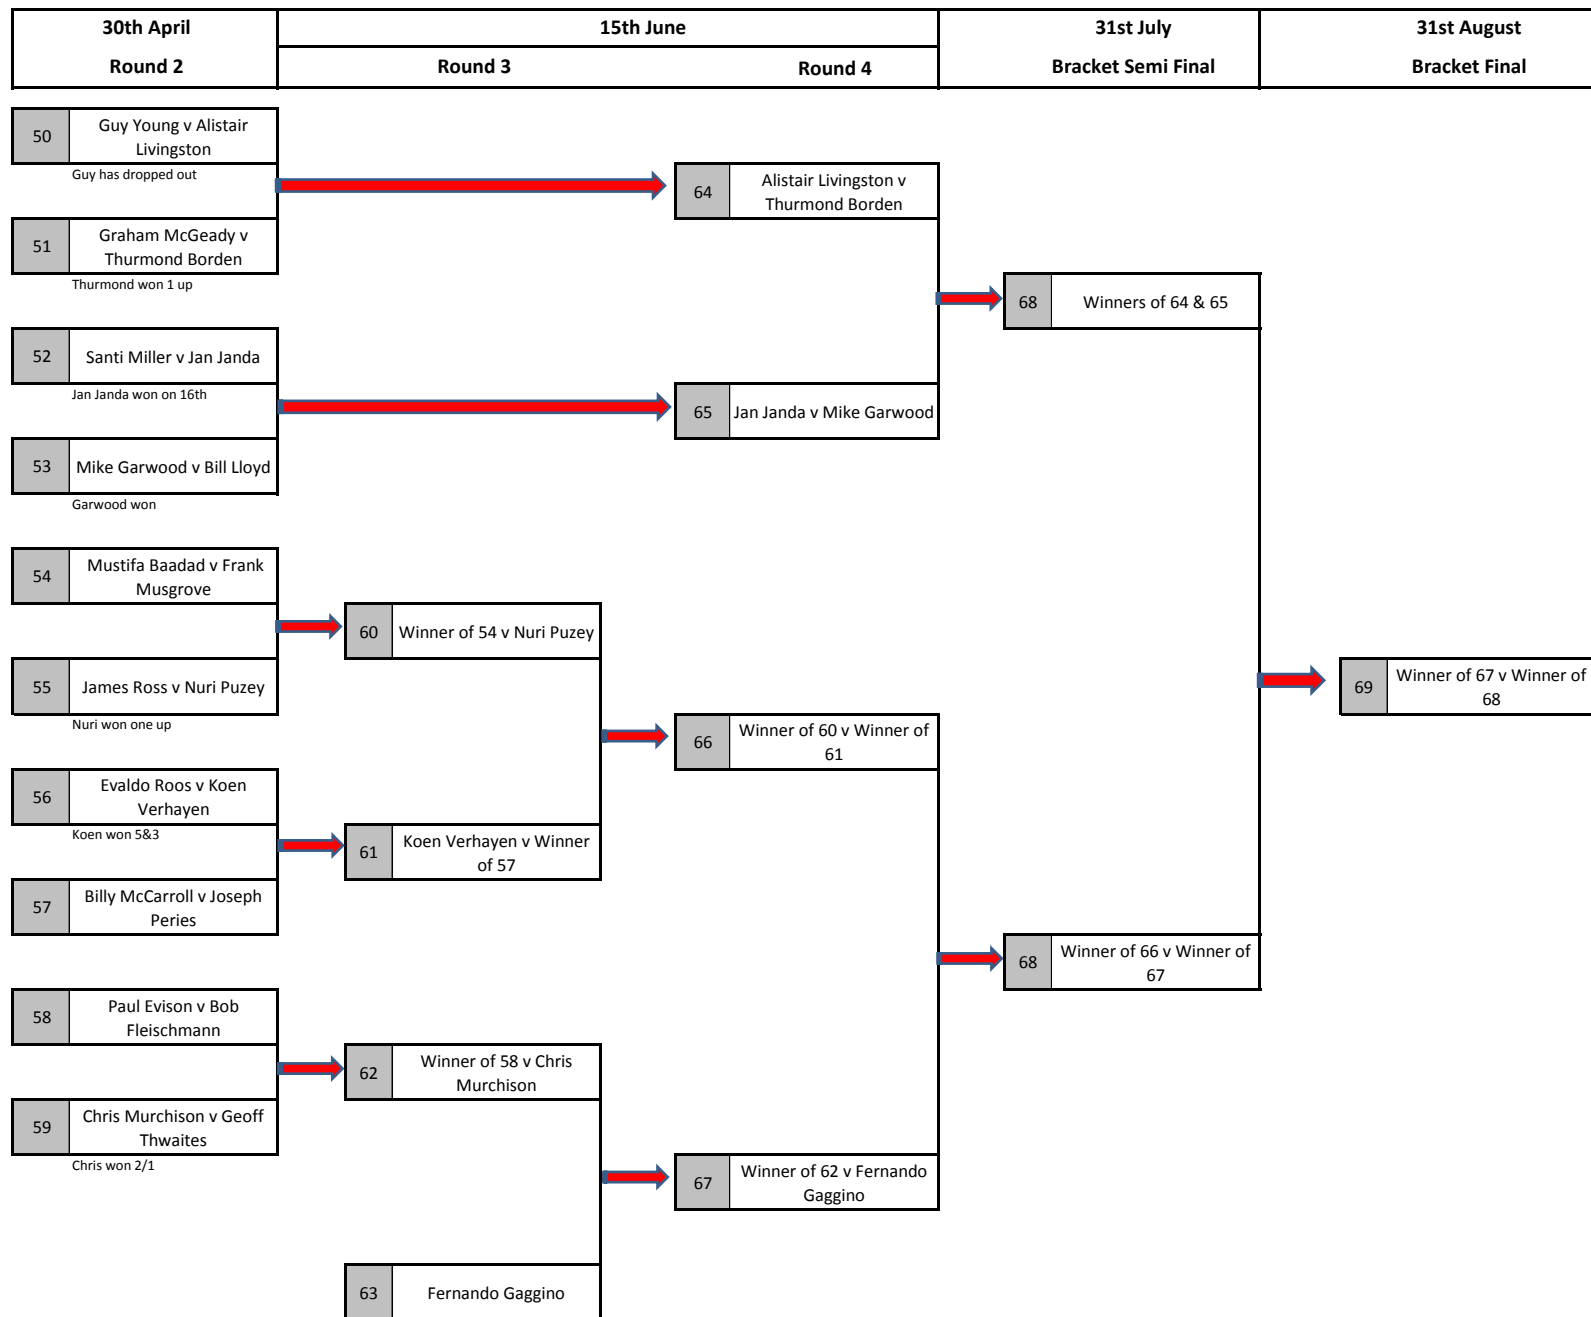 30th April
15th June
31st July
31st August
Round 2
Round 3
Round 4
Bracket Semi Final
Bracket Final
50
Guy Young v Alistair
Livingston
Guy has dropped out
64
Alistair Livingston v
Thurmond Borden
51
Graham McGeady v
Thurmond Borden
Thurmond won 1 up
68
Winners of 64 & 65
52
Santi Miller v Jan Janda
Jan Janda won on 16th
65
Jan Janda v Mike Garwood
53
Mike Garwood v Bill Lloyd
Garwood won
54
Mustifa Baadad v Frank
Musgrove
60
Winner of 54 v Nuri Puzey
55
James Ross v Nuri Puzey
Nuri won one up
69
Winner of 67 v Winner of
68
66
Winner of 60 v Winner of
61
56
Evaldo Roos v Koen
Verhayen
Koen won 5&3
61
Koen Verhayen v Winner
of 57
57
Billy McCarroll v Joseph
Peries
68
Winner of 66 v Winner of
67
58
Paul Evison v Bob
Fleischmann
62
Winner of 58 v Chris
Murchison
59
Chris Murchison v Geoff
Thwaites
Chris won 2/1
67
Winner of 62 v Fernando
Gaggino
63
Fernando Gaggino